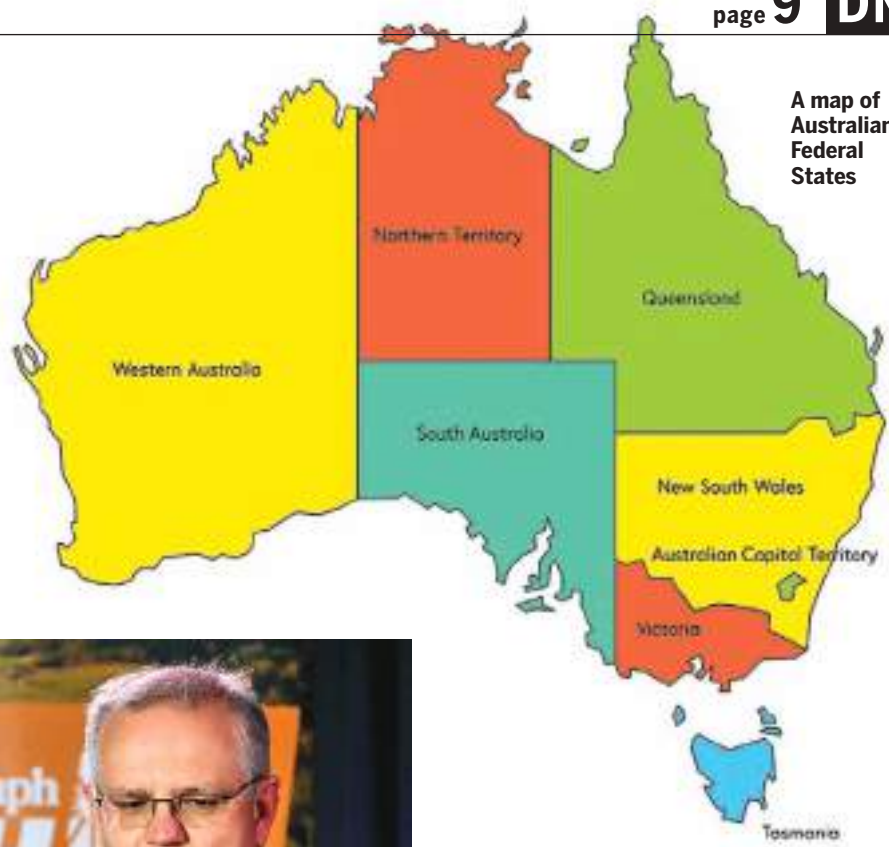 page 9
A map of
Australian
Federal
States
Northern Territory
Queensland
Western Australia
South Australia
New South Wales
Australian Capital Territory
Victoria
Tasmania